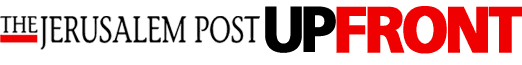 THE JERUSALEM POST UPFRONT